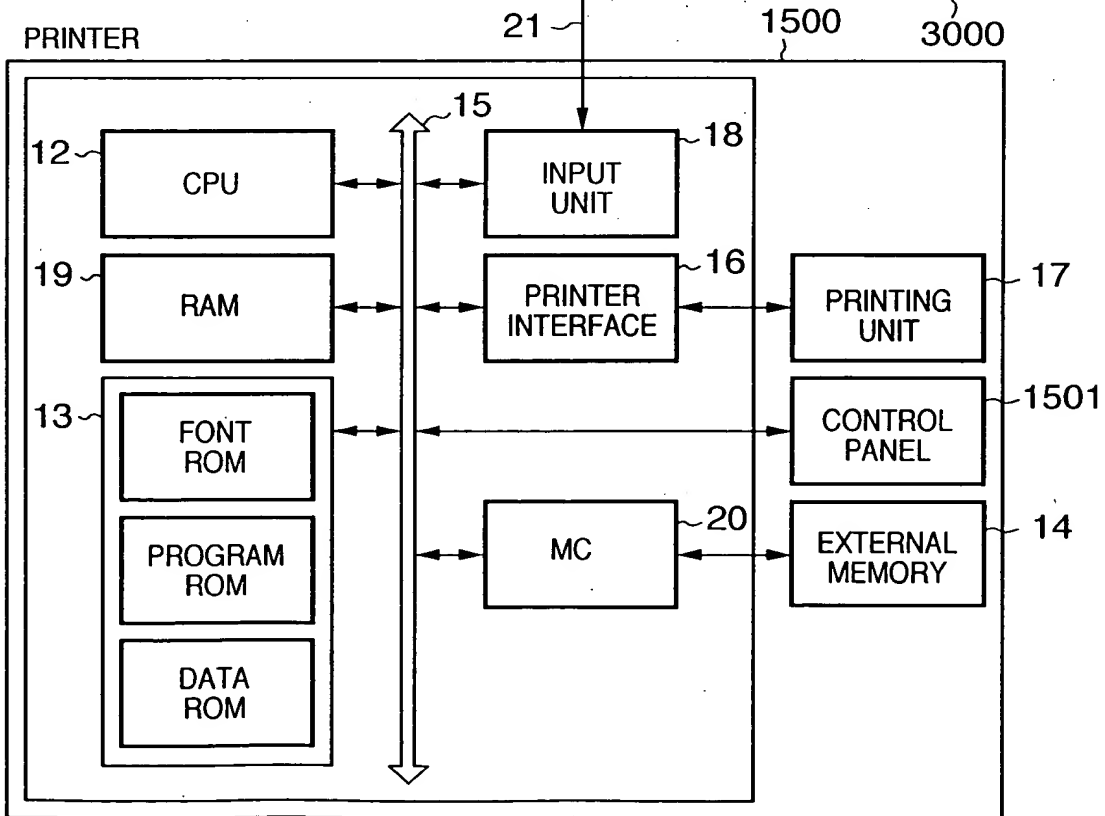 21
1500
3000
PRINTER
15
12
CPU
18
INPUT
UNIT
19
RAM
16
PRINTER
INTERFACE
17
PRINTING
UNIT
13
FONT
ROM
1501
CONTROL
PANEL
PROGRAM
ROM
20
MC
14
EXTERNAL
MEMORY
DATA
ROM